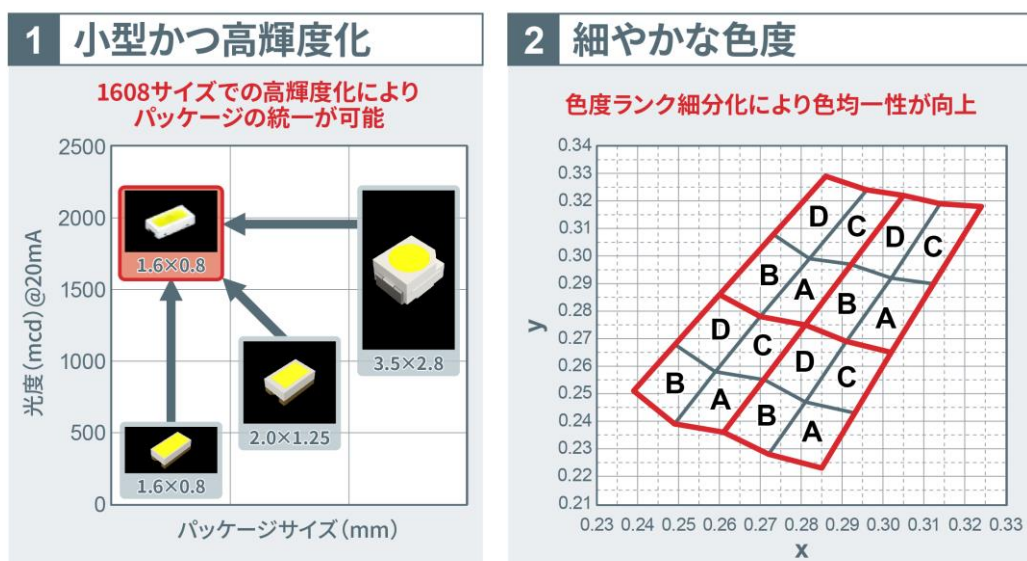 1 小型かつ高輝度化
1608サイズでの高輝度化により
パッケージの統一が可能
光度(mcd)@20mA
2500
2000
1500
1000
500
0
1.6×0.8
3.5×2.8
2.0×1.25
1.6×0.8
パッケージサイズ(mm)
2 細やかな色度
色度ランク細分化により色均一性が向上
y
0.34
0.33
0.32
0.31
0.30
0.29
0.28
0.27
0.26
0.25
0.24
0.23
0.22
0.21
D C D C
B A B A
D C D C
B A B A
0.23 0.24 0.25 0.26 0.27 0.28 0.29 0.30 0.31 0.32 0.33
x